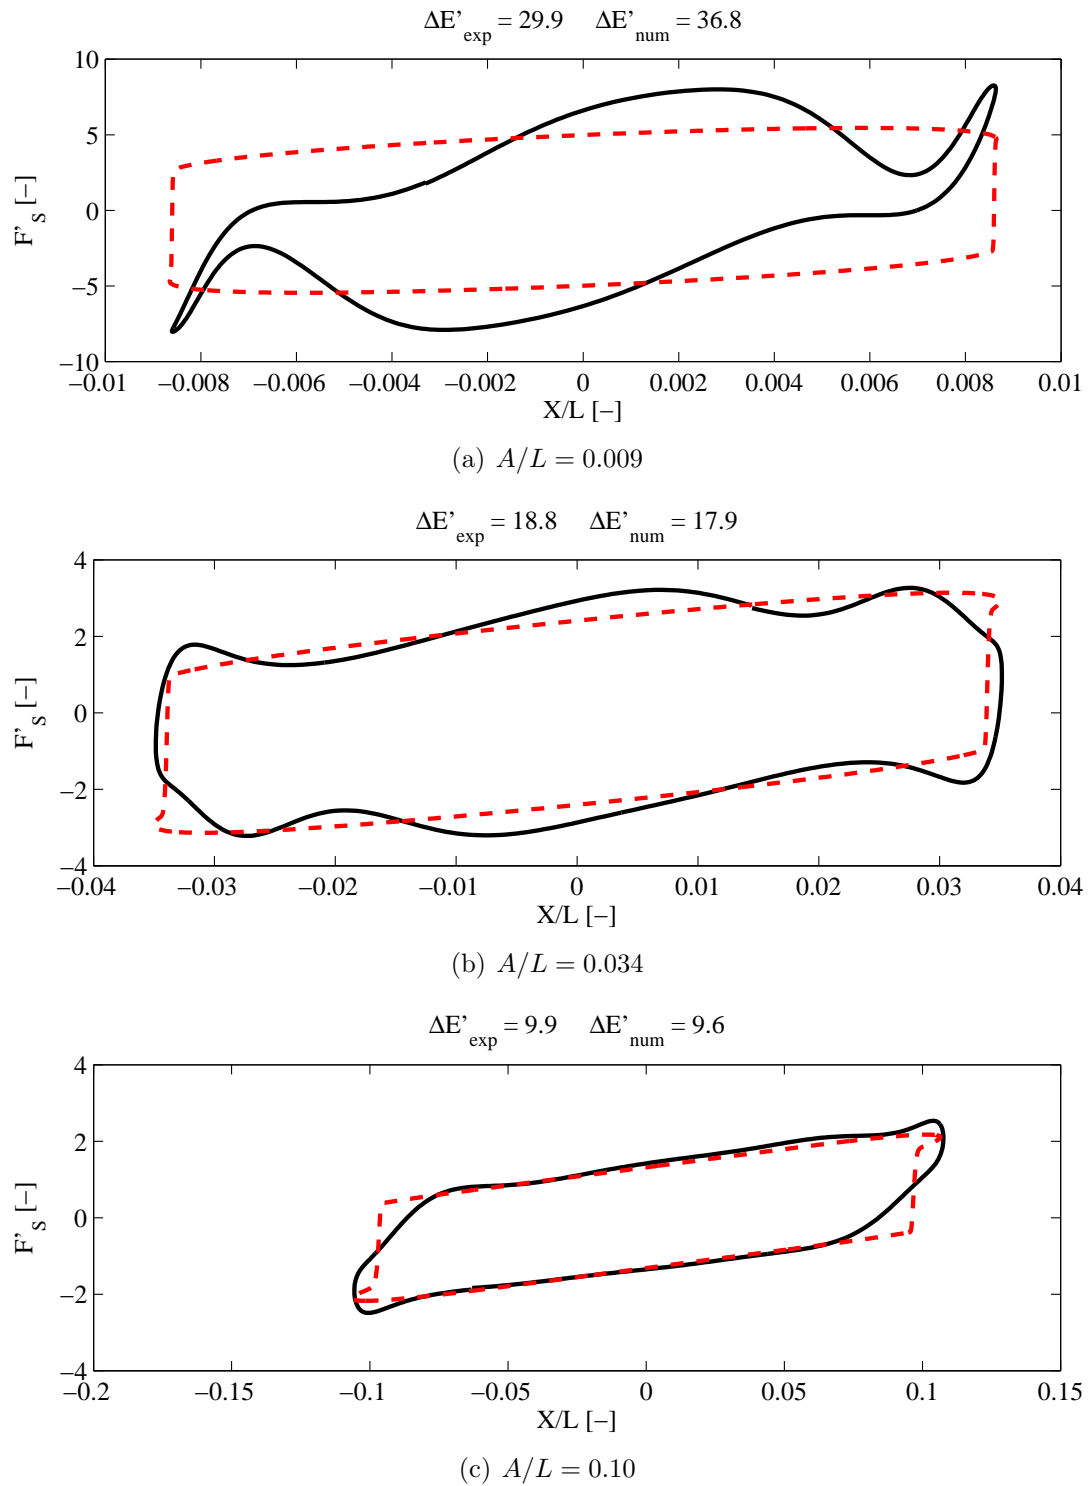 ΔE'exp = 29.9 ΔE'num = 36.8
10
5
0
−5
−10
F'S [−]
−0.01 −0.008 −0.006 −0.004 −0.002 0 0.002 0.004 0.006 0.008 0.01
X/L [−]
(a) A/L = 0.009
ΔE'exp = 18.8 ΔE'num = 17.9
4
2
0
−2
−4
F'S [−]
−0.04 −0.03 −0.02 −0.01 0 0.01 0.02 0.03 0.04
X/L [−]
(b) A/L = 0.034
ΔE'exp = 9.9 ΔE'num = 9.6
4
2
0
−2
−4
F'S [−]
−0.2 −0.15 −0.1 −0.05 0 0.05 0.1 0.15
X/L [−]
(c) A/L = 0.10